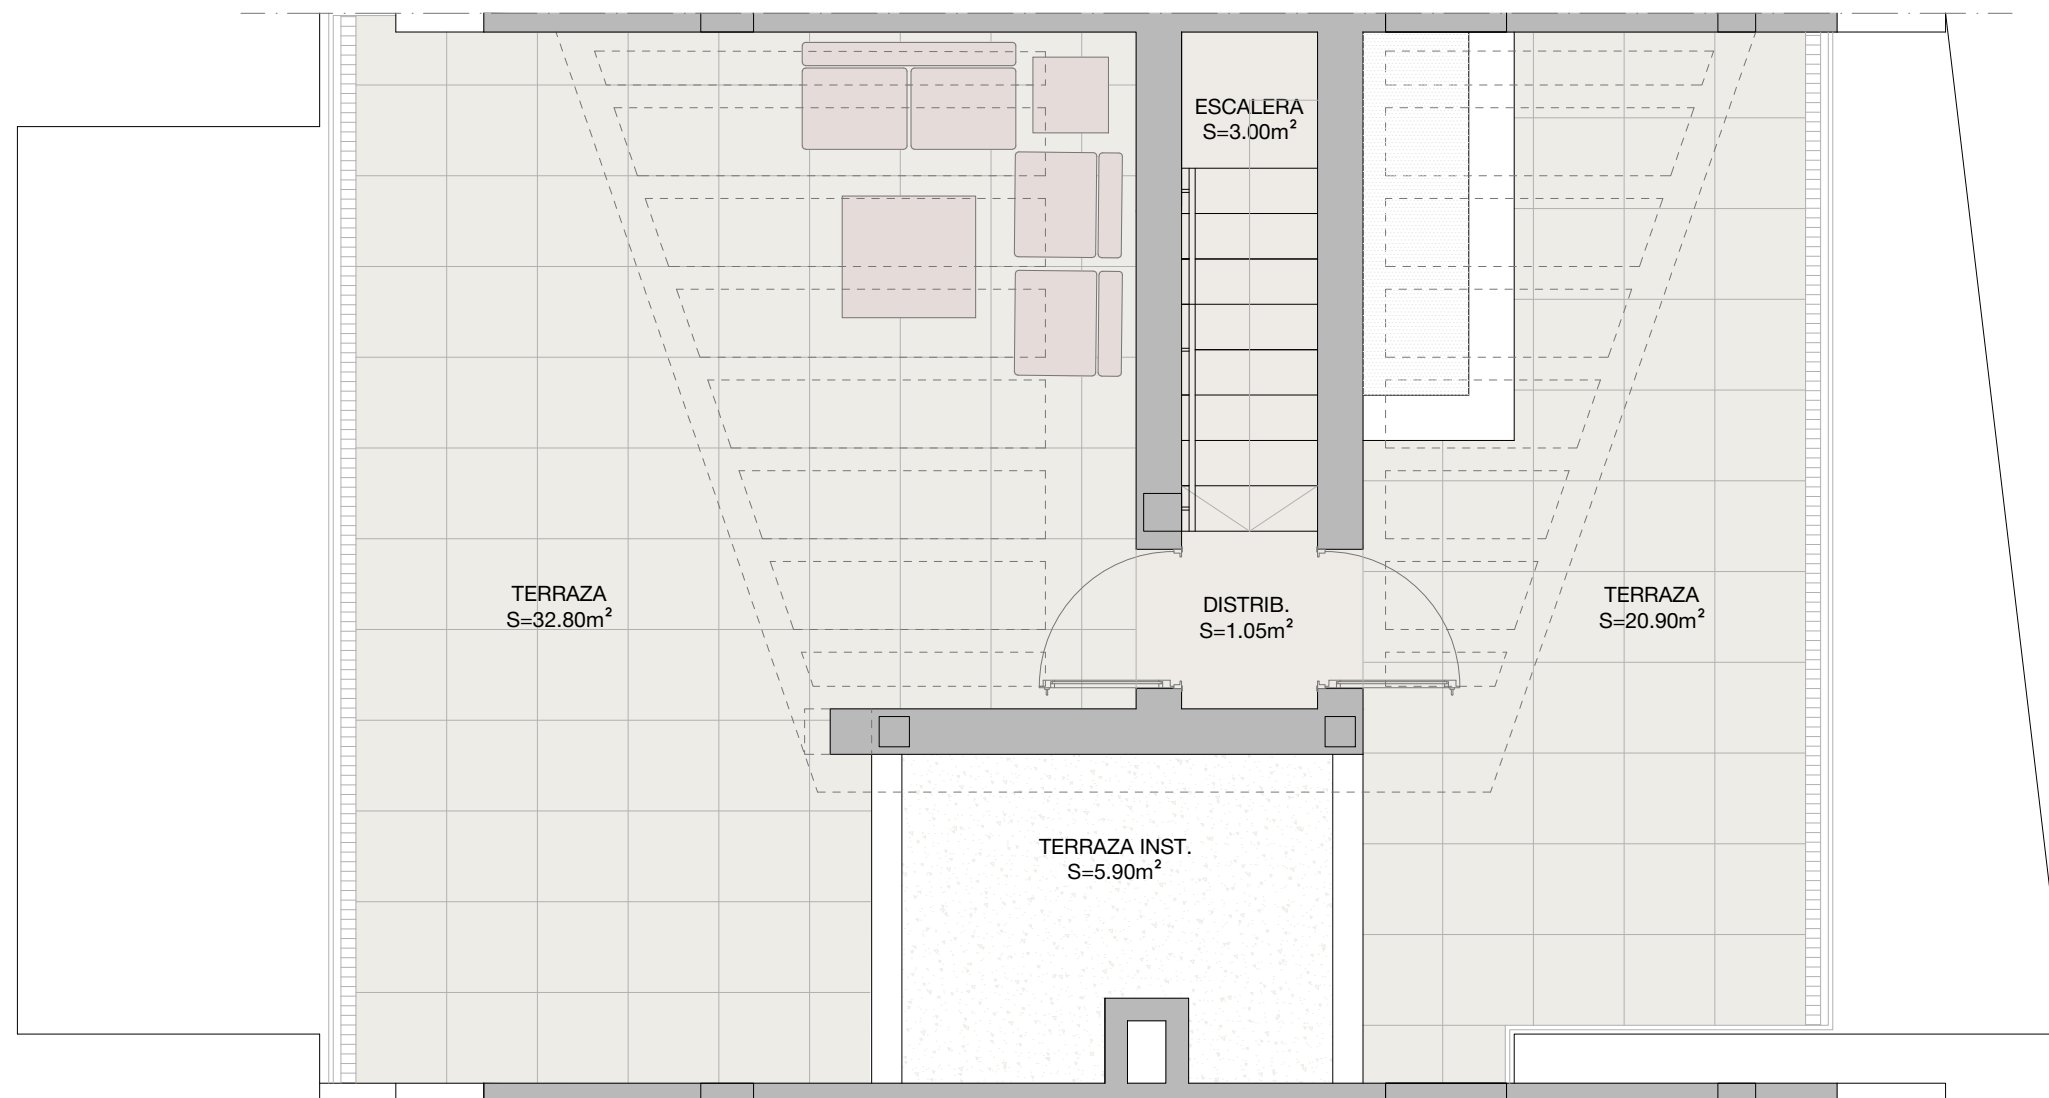 ESCALERA
S=3.00m²
TERRAZA
S=32.80m²
DISTRIB.
S=1.05m²
TERRAZA
S=20.90m²
TERRAZA INST.
S=5.90m²